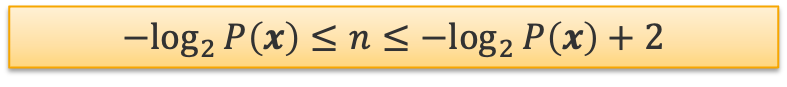 −log₂ P(x) ≤ n ≤ −log₂ P(x) + 2